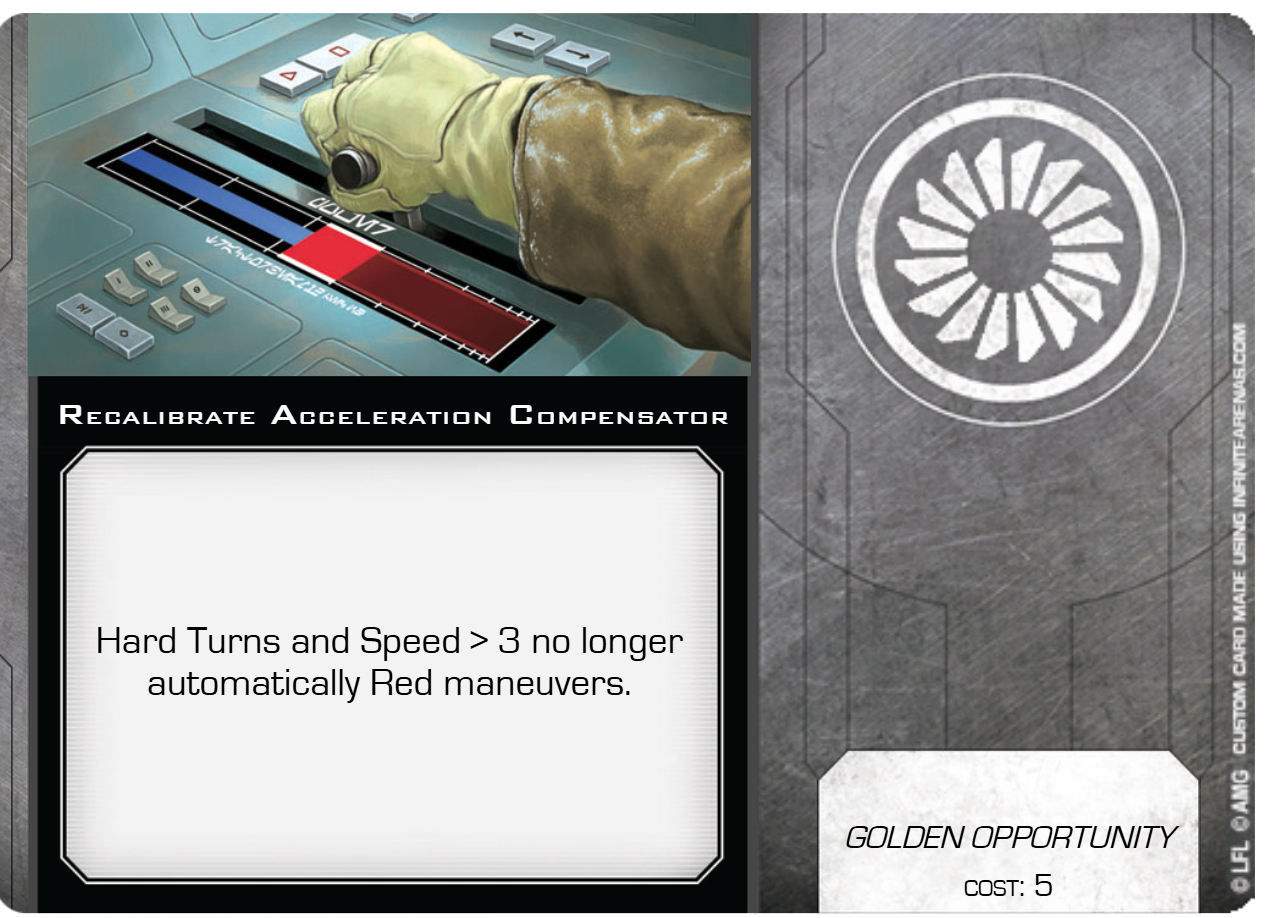 Recalibrate Acceleration Compensator
Hard Turns and Speed > 3 no longer
automatically Red maneuvers.
GOLDEN OPPORTUNITY
COST: 5
© LFL © AMG CUSTOM CARD MADE USING INFINITEARENAS.COM